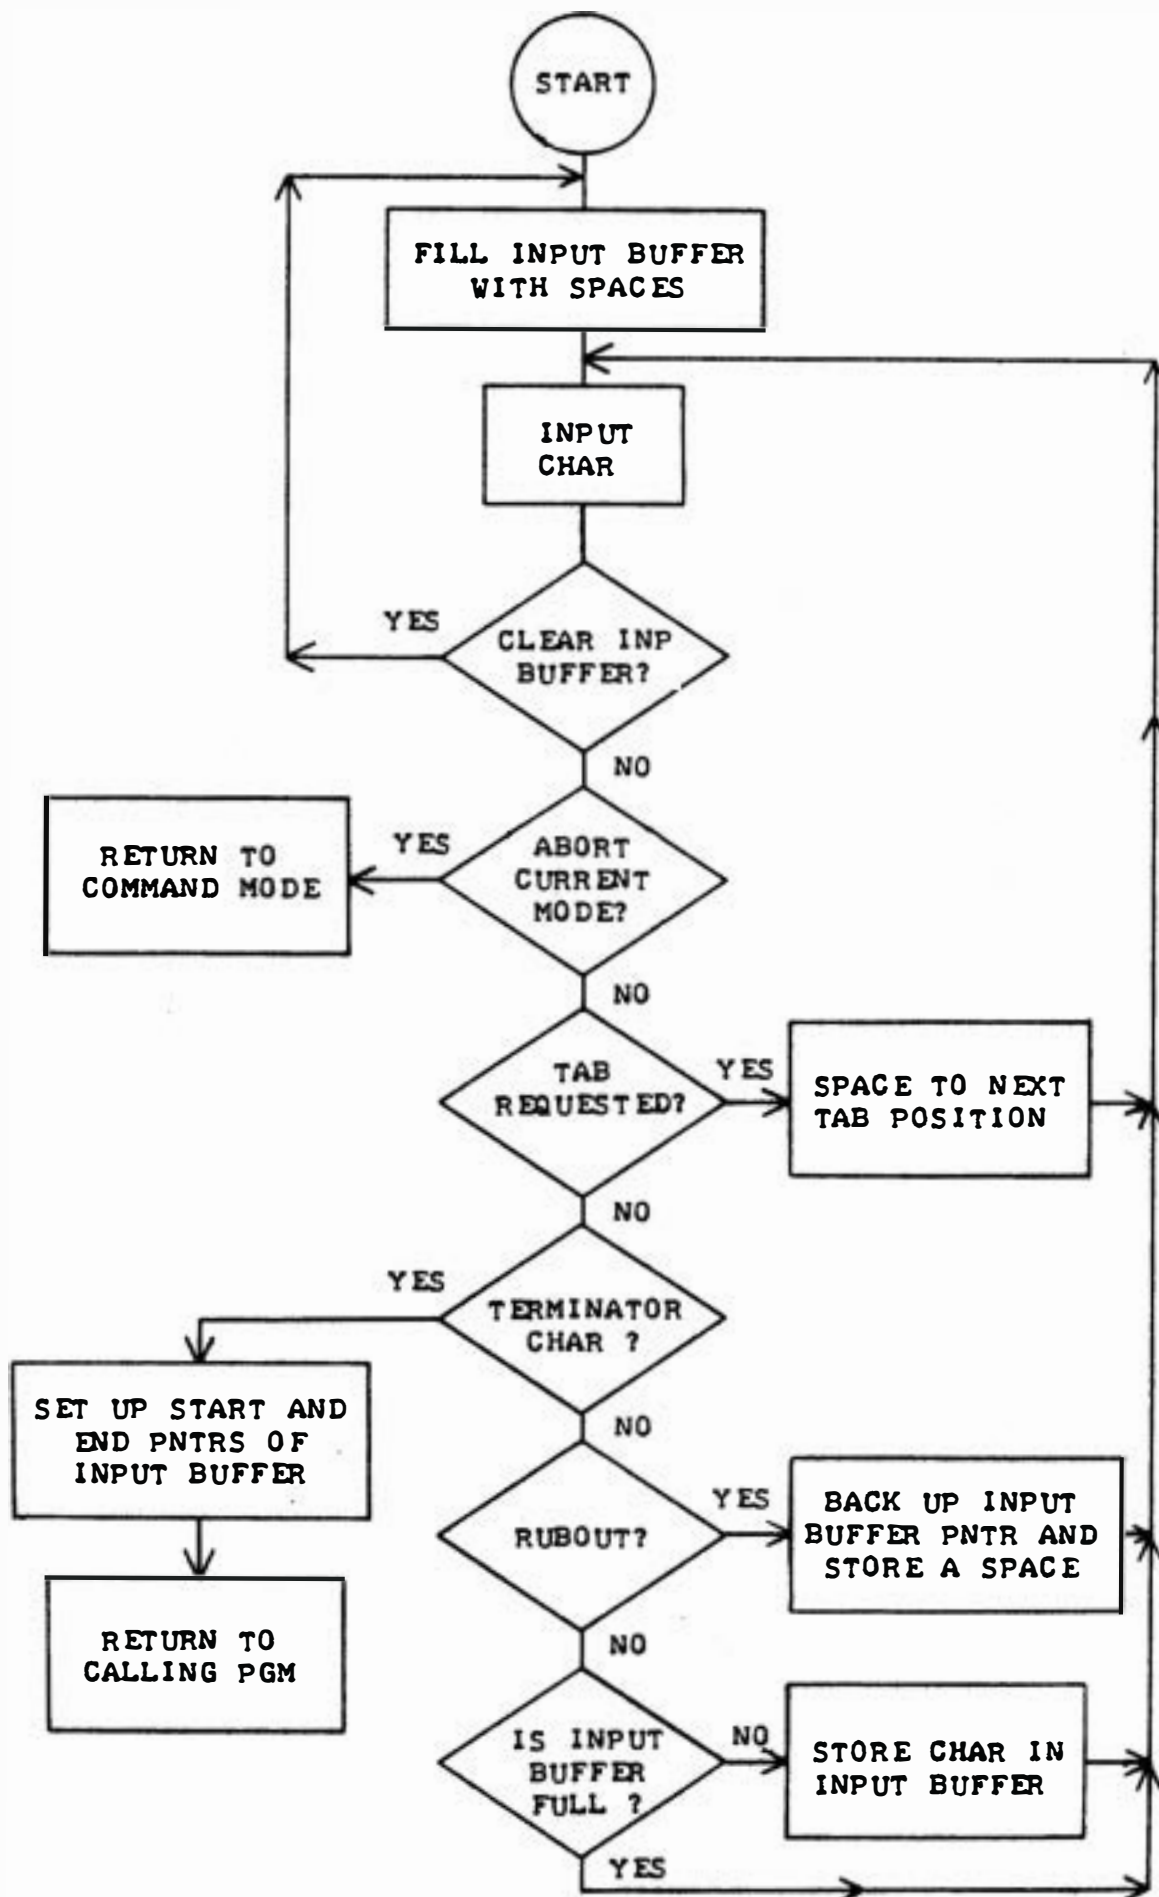 START
FILL INPUT BUFFER
WITH SPACES
INPUT
CHAR
YES
CLEAR INP
BUFFER?
NO
RETURN TO
COMMAND MODE
YES
ABORT
CURRENT
MODE?
NO
TAB
REQUESTED?
YES
SPACE TO NEXT
TAB POSITION
NO
YES
TERMINATOR
CHAR ?
SET UP START AND
END PNTRS OF
INPUT BUFFER
NO
RUBOUT?
YES
BACK UP INPUT
BUFFER PNTR AND
STORE A SPACE
RETURN TO
CALLING PGM
NO
IS INPUT
BUFFER
FULL ?
NO
STORE CHAR IN
INPUT BUFFER
YES